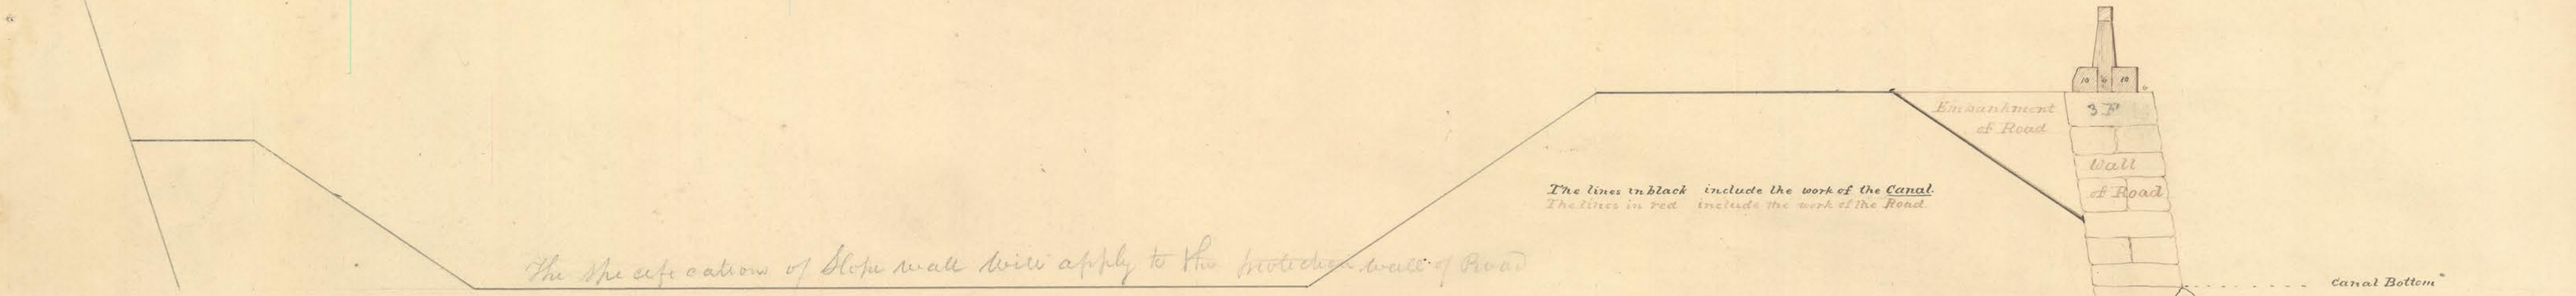 10 6 10
Embankment
of Road
3 F
Wall
of Road
The lines in black include the work of the Canal.
The lines in red include the work of the Road.
The specification of Slope wall will apply to the protection wall of Road
Canal Bottom